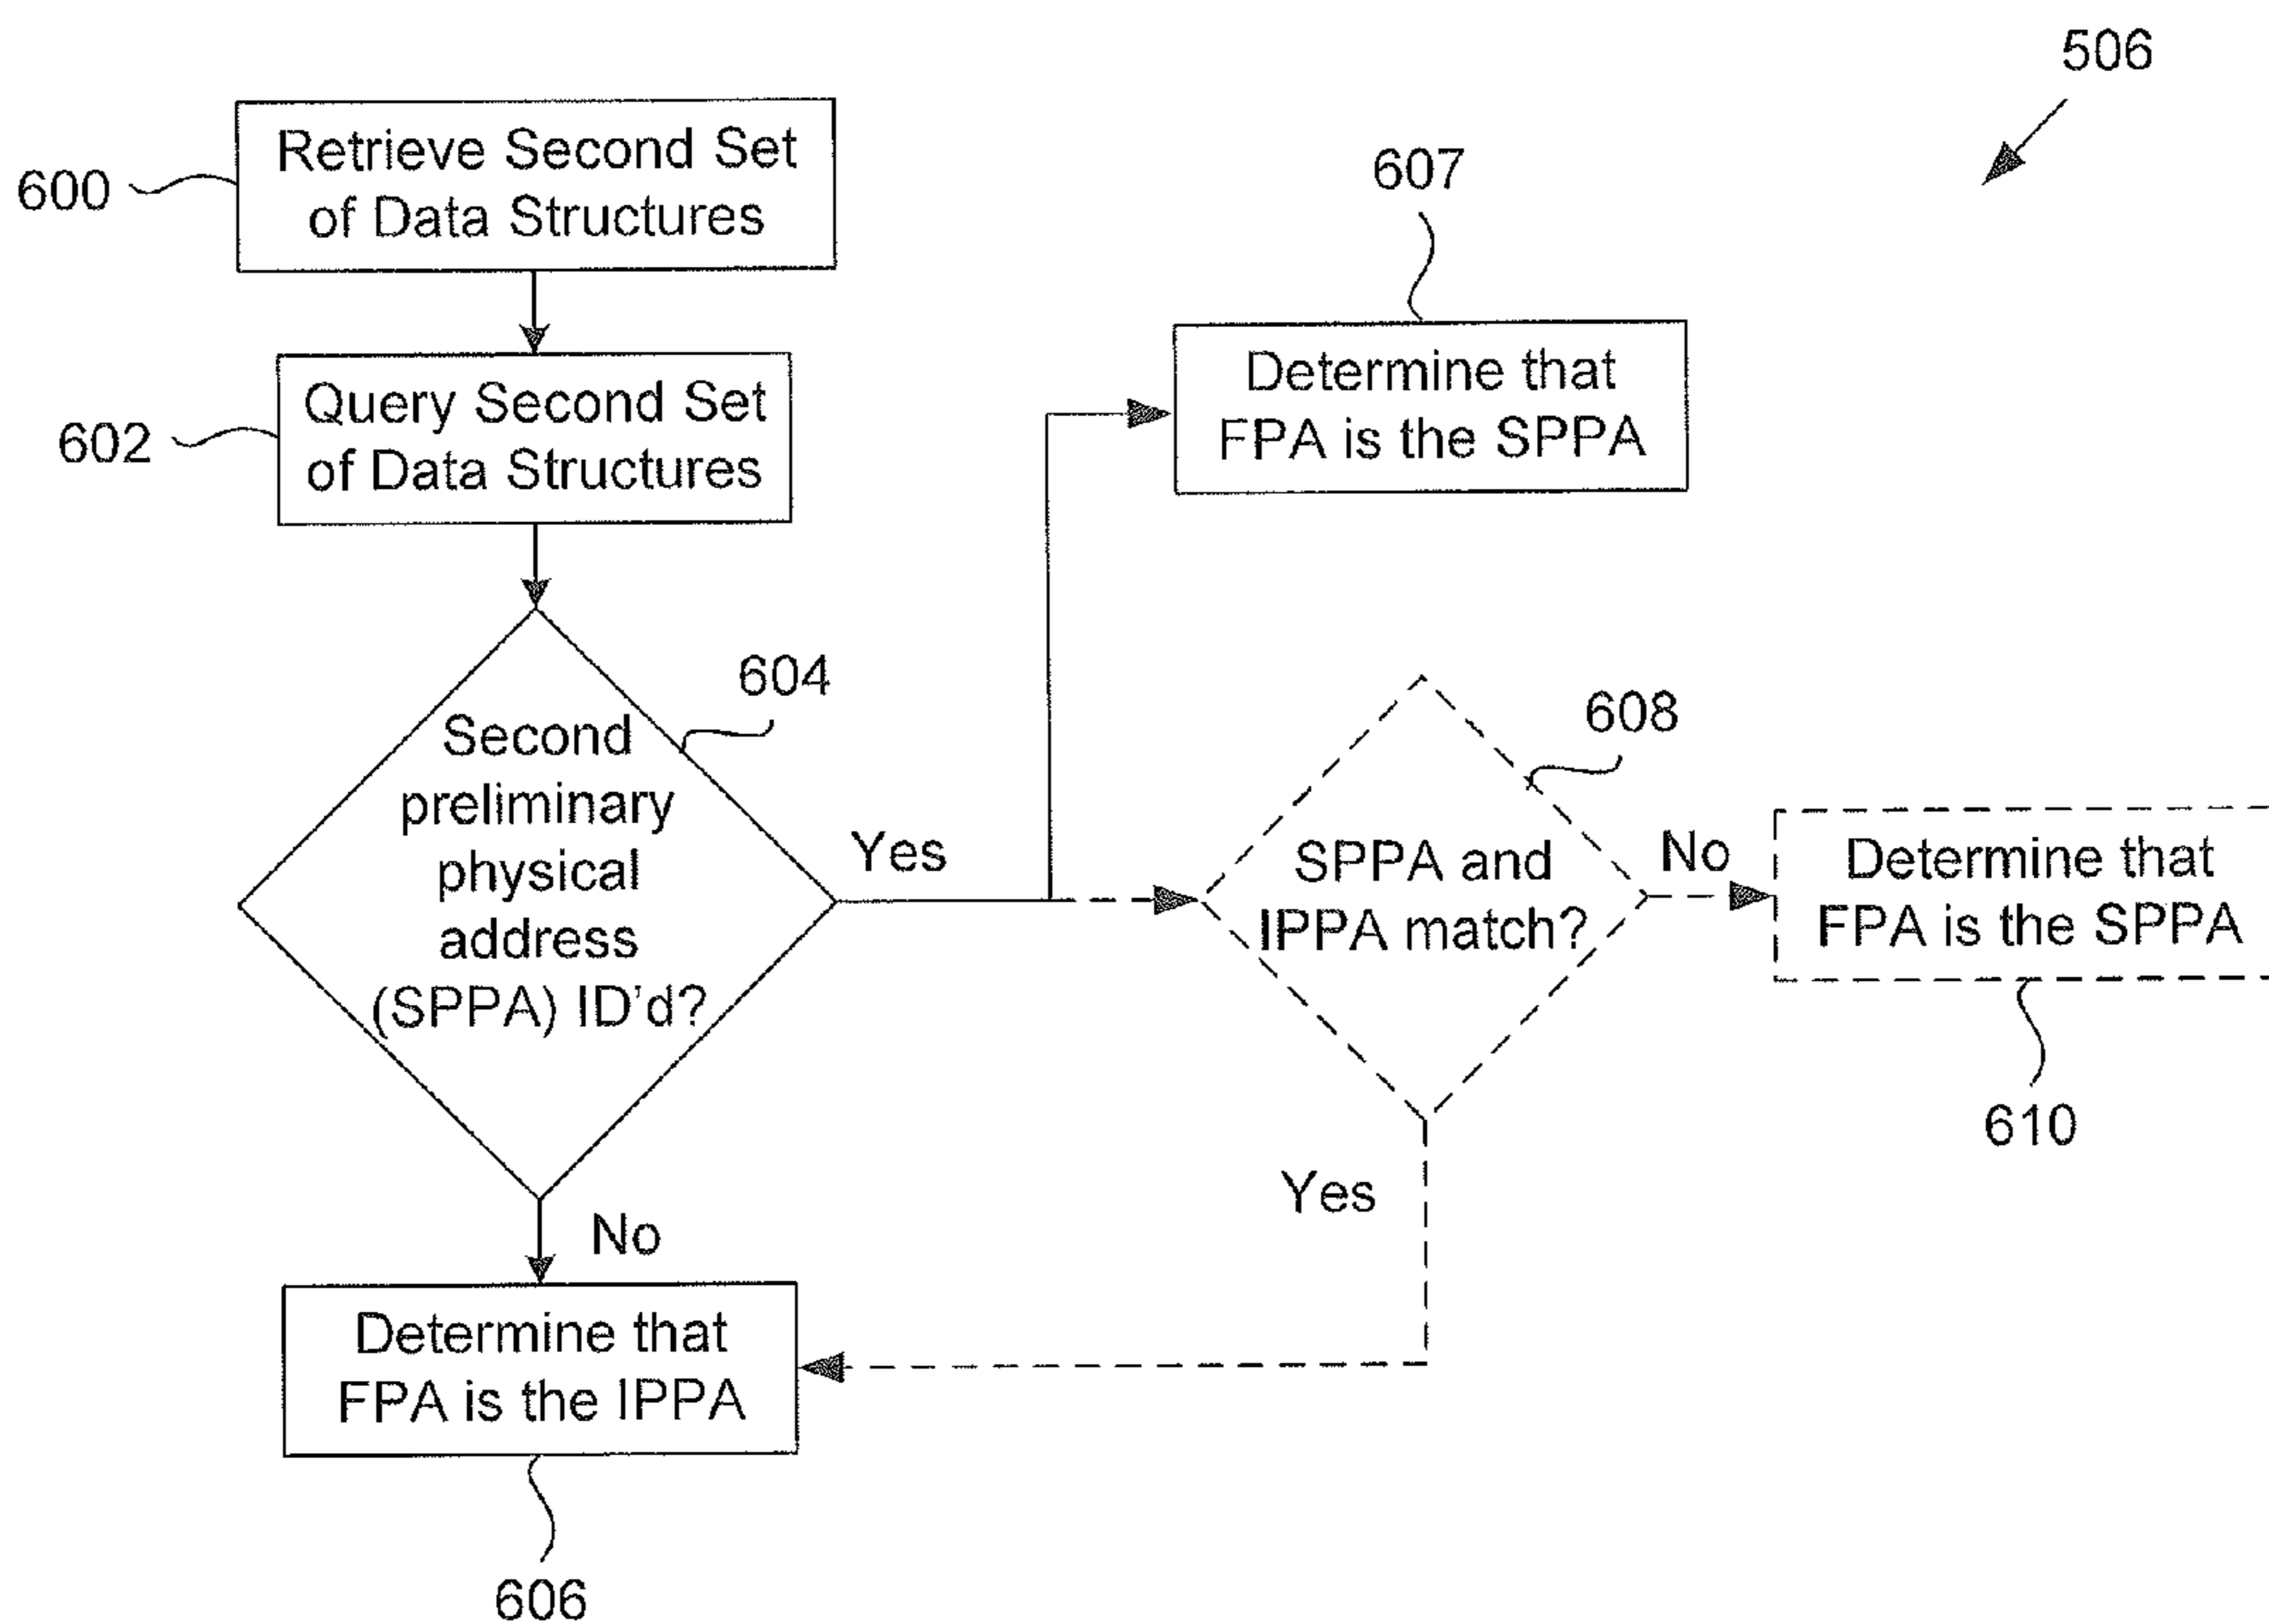 506
600
Retrieve Second Set
of Data Structures
607
602
Query Second Set
of Data Structures
Determine that
FPA is the SPPA
604
Second
preliminary
physical
address
(SPPA) ID'd?
Yes
608
SPPA and
IPPA match?
No
Determine that
FPA is the SPPA
610
Yes
No
Determine that
FPA is the IPPA
606